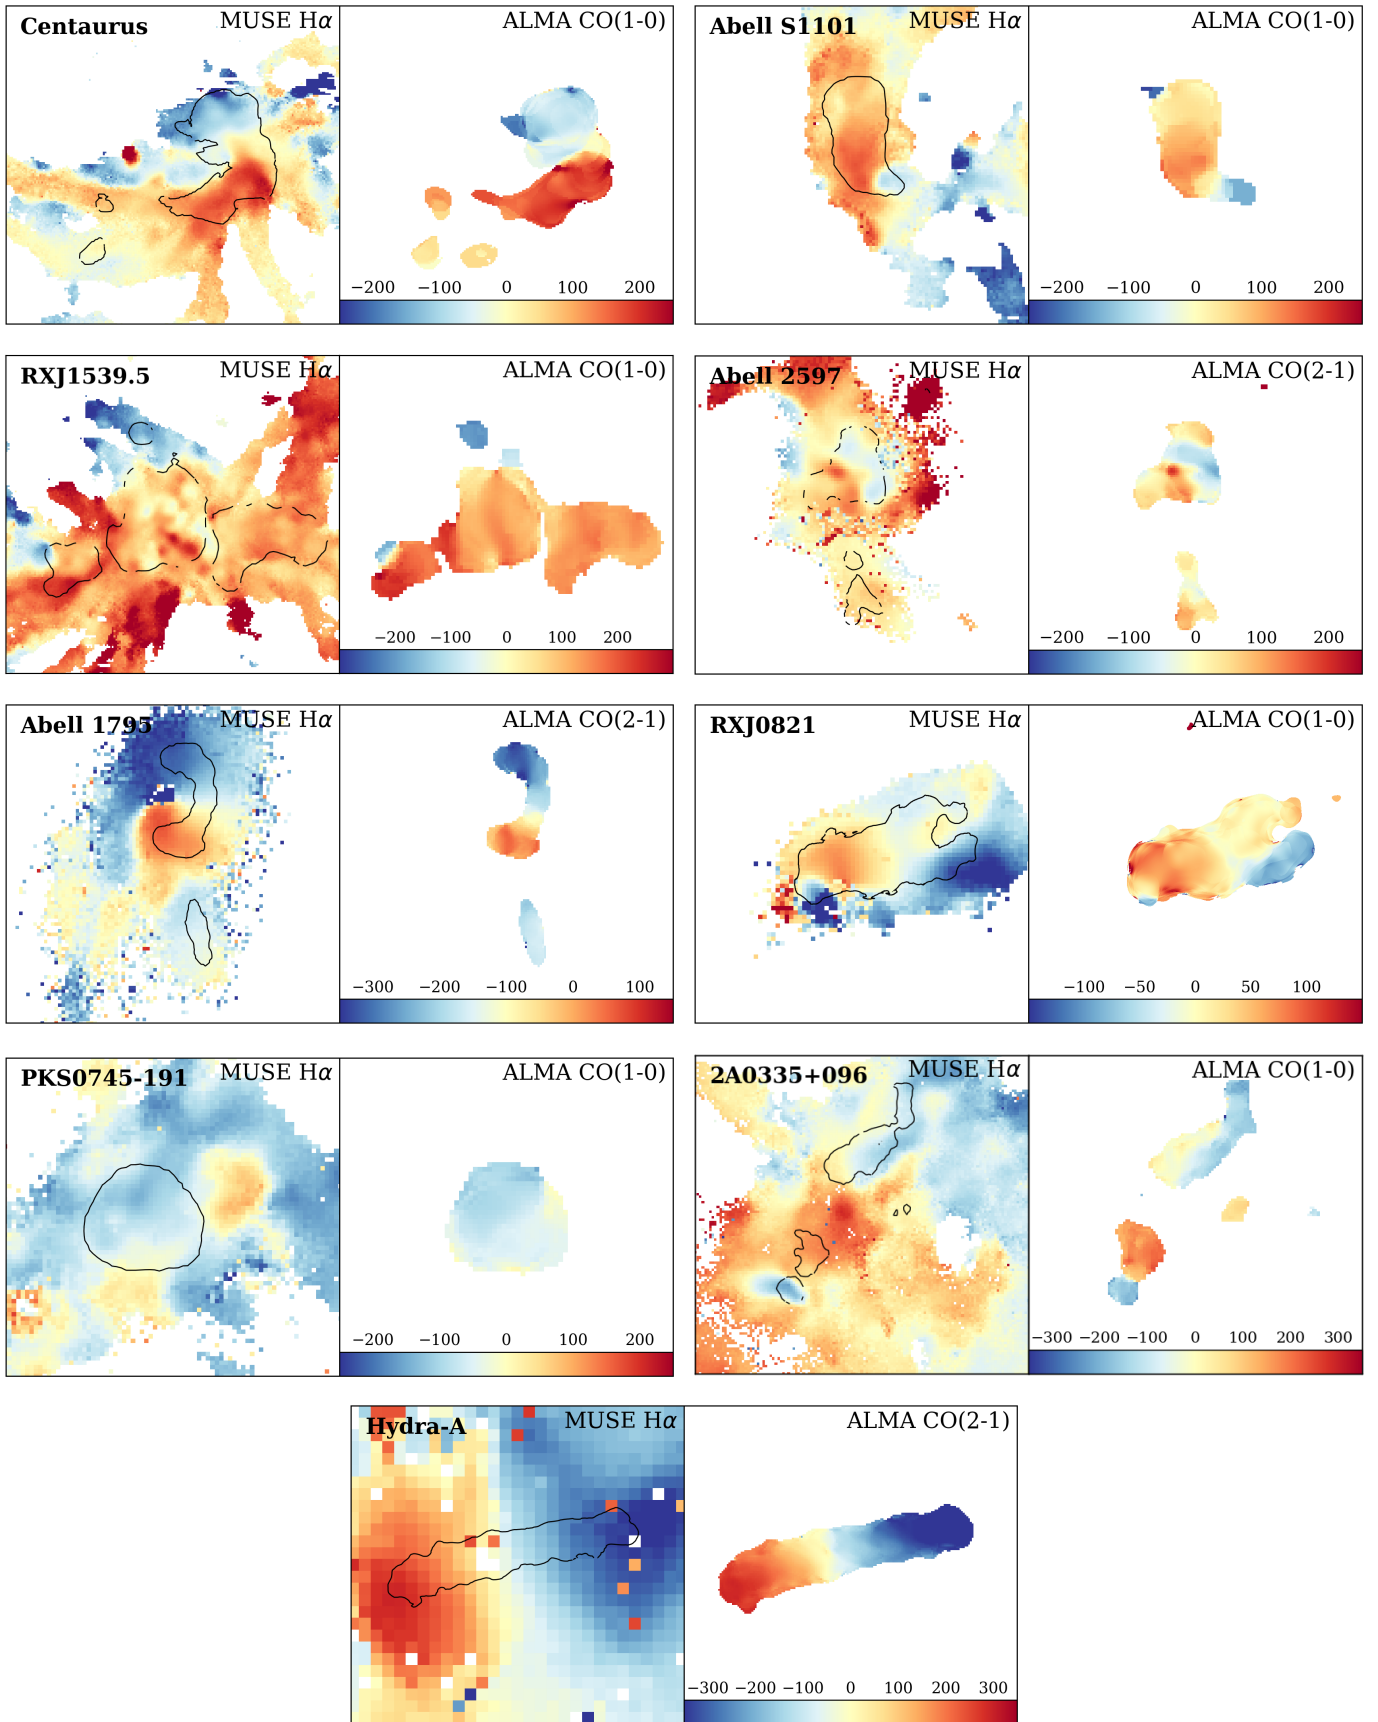 Centaurus MUSE Hα ALMA CO(1-0)
−200 −100 0 100 200
Abell S1101 MUSE Hα ALMA CO(1-0)
−200 −100 0 100 200
RXJ1539.5 MUSE Hα ALMA CO(1-0)
−200 −100 0 100 200
Abell 2597 MUSE Hα ALMA CO(2-1)
−200 −100 0 100 200
Abell 1795 MUSE Hα ALMA CO(2-1)
−300 −200 −100 0 100
RXJ0821 MUSE Hα ALMA CO(1-0)
−100 −50 0 50 100
PKS0745-191 MUSE Hα ALMA CO(1-0)
−200 −100 0 100 200
2A0335+096 MUSE Hα ALMA CO(1-0)
−300 −200 −100 0 100 200 300
Hydra-A MUSE Hα ALMA CO(2-1)
−300 −200 −100 0 100 200 300